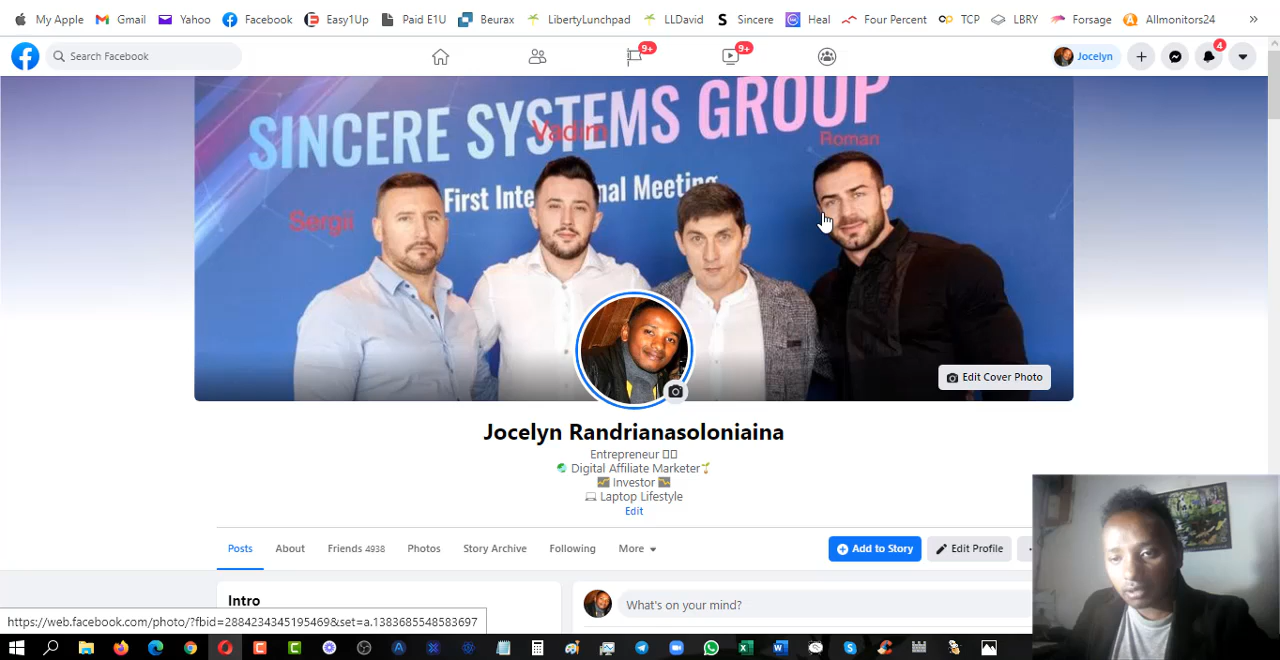 My Apple Gmail Yahoo Facebook Easy1Up Paid E1U Beurax LibertyLunchpad LLDavid Sincere Heal Four Percent TCP LBRY Forsage Allmonitors24 »
Search Facebook 9+ 9+ Jocelyn 4
SINCERE SYSTEMS GROUP
Vadim
Roman
First Inte nal Meeting
Sergii
Edit Cover Photo
Jocelyn Randrianasoloniaina
Entrepreneur
Digital Affiliate Marketer
Investor
Laptop Lifestyle
Edit
Posts About Friends 4938 Photos Story Archive Following More Add to Story Edit Profile
Intro
What's on your mind?
https://web.facebook.com/photo/?fbid=288423434519546&set=a.1383685548583697